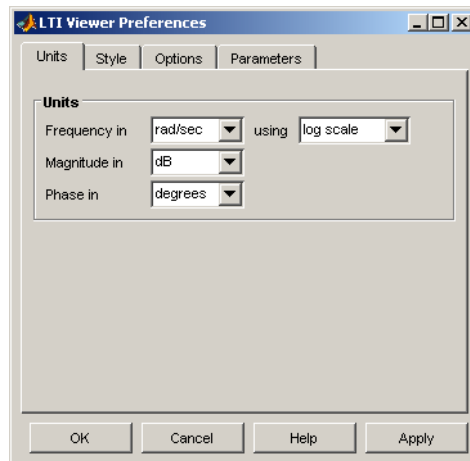 LTI Viewer Preferences
Units Style Options Parameters
Units
Frequency in rad/sec using log scale
Magnitude in dB
Phase in degrees
OK Cancel Help Apply